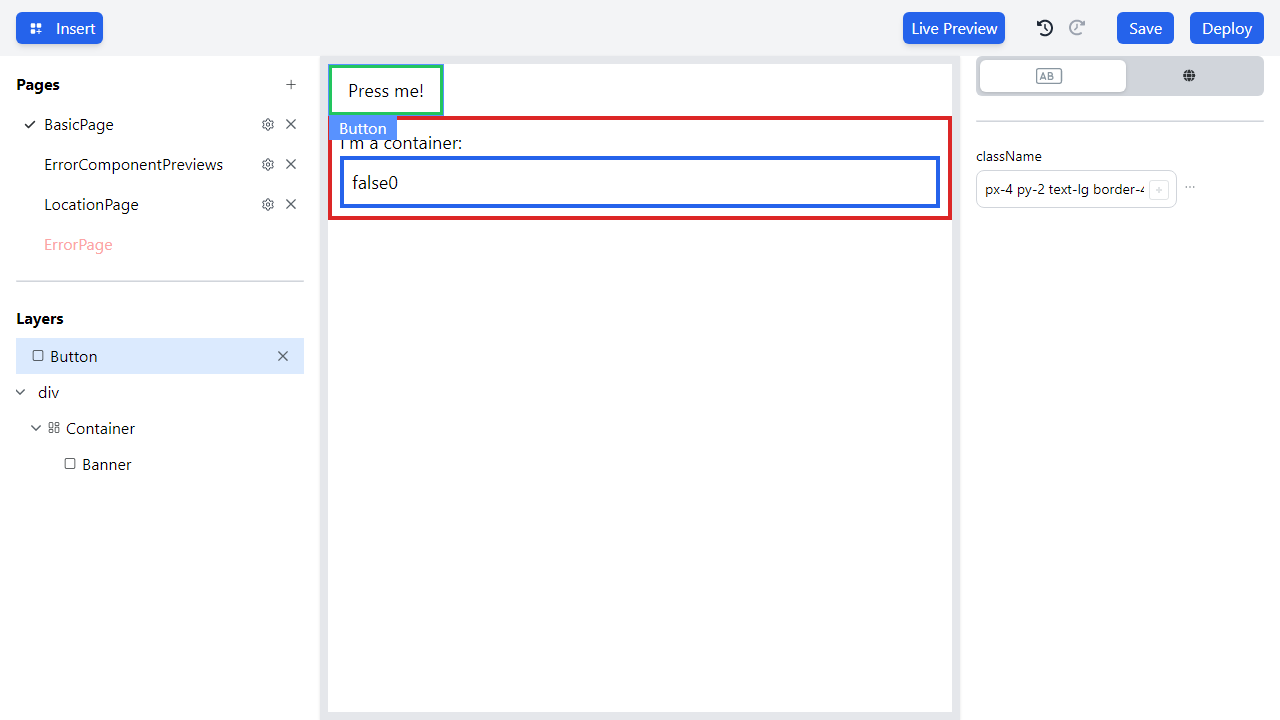 Insert
Live Preview
Save
Deploy
Pages
BasicPage
ErrorComponentPreviews
LocationPage
ErrorPage
Layers
Button
div
Container
Banner
Press me!
Button
I'm a container:
false0
AB
className
px-4 py-2 text-lg border-4